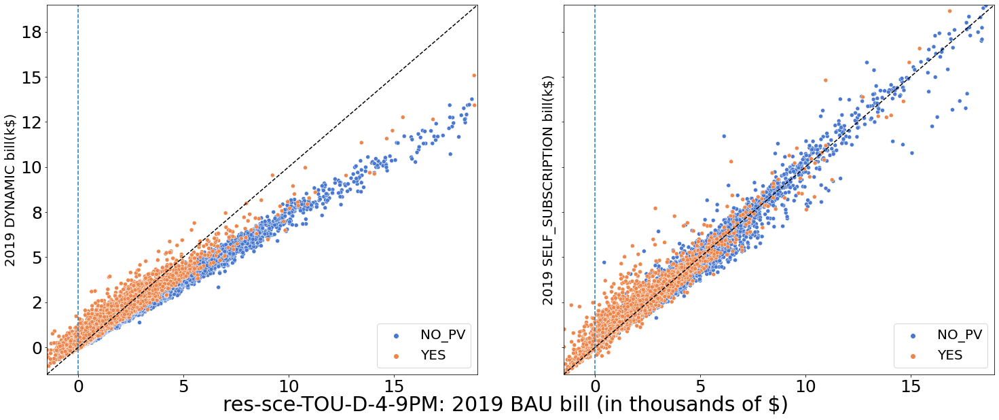 2019 DYNAMIC bill(k$)
18
15
12
10
8
5
2
0
0
5
10
15
NO_PV
YES
2019 SELF_SUBSCRIPTION bill(k$)
0
5
10
15
NO_PV
YES
res-sce-TOU-D-4-9PM: 2019 BAU bill (in thousands of $)